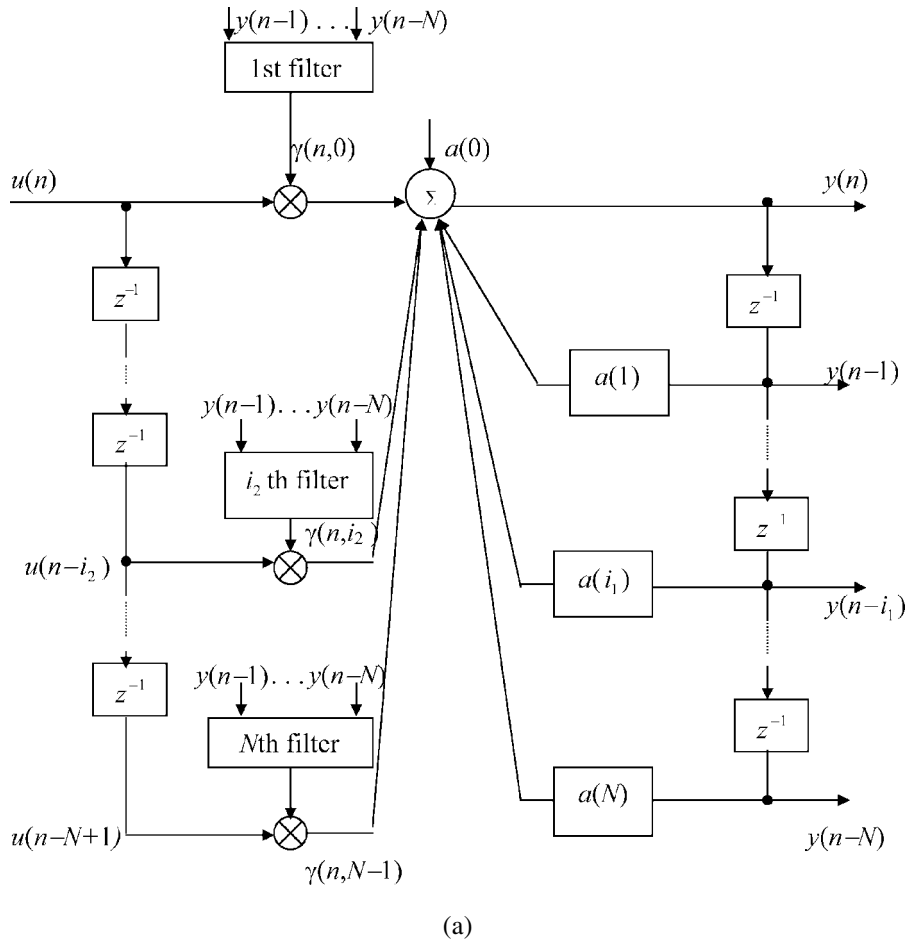 y(n−1) . . . y(n−N)
1st filter
γ(n,0)
a(0)
u(n)
Σ
y(n)
z⁻¹
z⁻¹
a(1)
y(n−1)
y(n−1). . . y(n−N)
z⁻¹
i₂ th filter
z⁻¹
γ(n,i₂)
u(n−i₂)
a(i₁)
y(n−i₁)
y(n−1). . . y(n−N)
z⁻¹
z⁻¹
Nth filter
a(N)
u(n−N+1)
y(n−N)
γ(n,N−1)
(a)